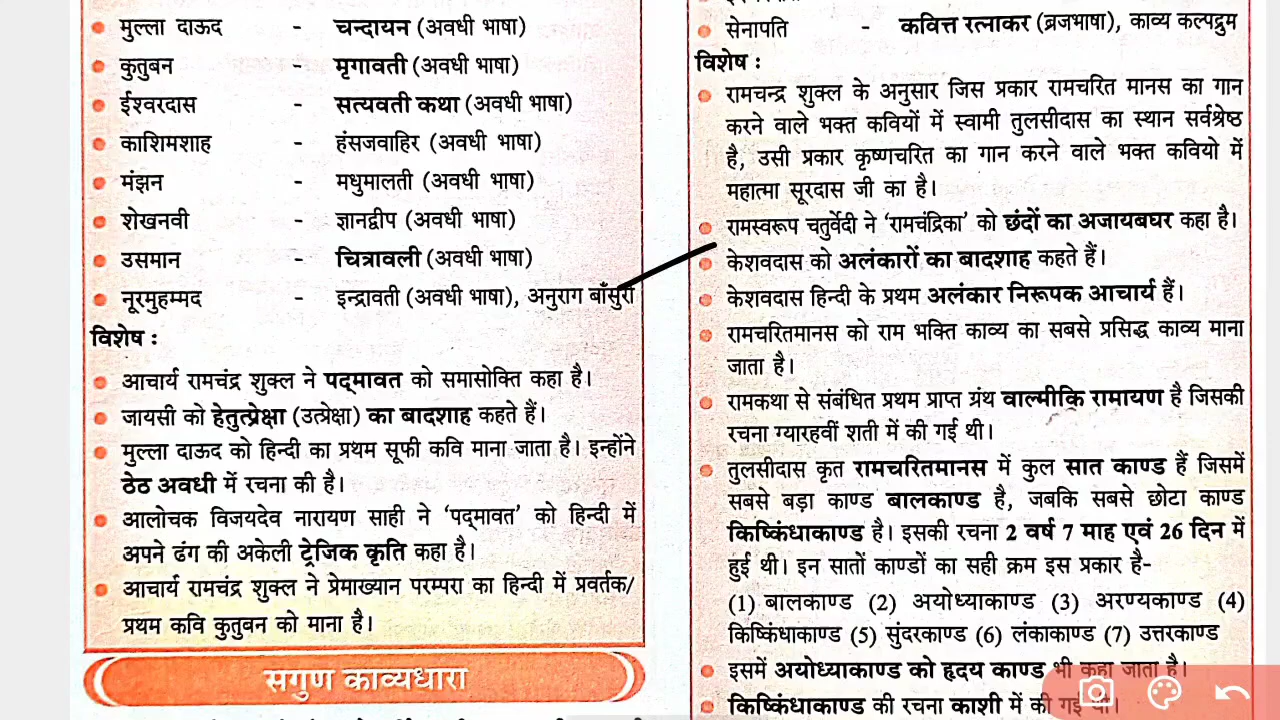 मुल्ला दाऊद - चन्दायन (अवधी भाषा)
कुतुबन - मृगावती (अवधी भाषा)
ईश्वरदास - सत्यवती कथा (अवधी भाषा)
काशिमशाह - हंसजवाहिर (अवधी भाषा)
मंझन - मधुमालती (अवधी भाषा)
शेखनवी - ज्ञानद्वीप (अवधी भाषा)
उसमान - चित्रावली (अवधी भाषा)
नूरमुहम्मद - इन्द्रावती (अवधी भाषा), अनुराग बाँसुरी
विशेष :
आचार्य रामचंद्र शुक्ल ने पद्मावत को समासोक्ति कहा है।
जायसी को हेतुत्प्रेक्षा (उत्प्रेक्षा) का बादशाह कहते हैं।
मुल्ला दाऊद को हिन्दी का प्रथम सूफी कवि माना जाता है। इन्होंने
ठेठ अवधी में रचना की है।
आलोचक विजयदेव नारायण साही ने ‘पद्मावत’ को हिन्दी में
अपने ढंग की अकेली ट्रेजिक कृति कहा है।
आचार्य रामचंद्र शुक्ल ने प्रेमाख्यान परम्परा का हिन्दी में प्रवर्तक/
प्रथम कवि कुतुबन को माना है।
सगुण काव्यधारा
सेनापति - कवित्त रत्नाकर (ब्रजभाषा), काव्य कल्पद्रुम
विशेष :
रामचन्द्र शुक्ल के अनुसार जिस प्रकार रामचरित मानस का गान
करने वाले भक्त कवियों में स्वामी तुलसीदास का स्थान सर्वश्रेष्ठ
है, उसी प्रकार कृष्णचरित का गान करने वाले भक्त कवियो में
महात्मा सूरदास जी का है।
रामस्वरूप चतुर्वेदी ने ‘रामचंद्रिका’ को छंदों का अजायबघर कहा है।
केशवदास को अलंकारों का बादशाह कहते हैं।
केशवदास हिन्दी के प्रथम अलंकार निरूपक आचार्य हैं।
रामचरितमानस को राम भक्ति काव्य का सबसे प्रसिद्ध काव्य माना
जाता है।
रामकथा से संबंधित प्रथम प्राप्त ग्रंथ वाल्मीकि रामायण है जिसकी
रचना ग्यारहवीं शती में की गई थी।
तुलसीदास कृत रामचरितमानस में कुल सात काण्ड हैं जिसमें
सबसे बड़ा काण्ड बालकाण्ड है, जबकि सबसे छोटा काण्ड
किष्किंधाकाण्ड है। इसकी रचना 2 वर्ष 7 माह एवं 26 दिन में
हुई थी। इन सातों काण्डों का सही क्रम इस प्रकार है-
(1) बालकाण्ड (2) अयोध्याकाण्ड (3) अरण्यकाण्ड (4)
किष्किंधाकाण्ड (5) सुंदरकाण्ड (6) लंकाकाण्ड (7) उत्तरकाण्ड
इसमें अयोध्याकाण्ड को हृदय काण्ड भी कहा जाता है।
किष्किंधाकाण्ड की रचना काशी में की गई थी।